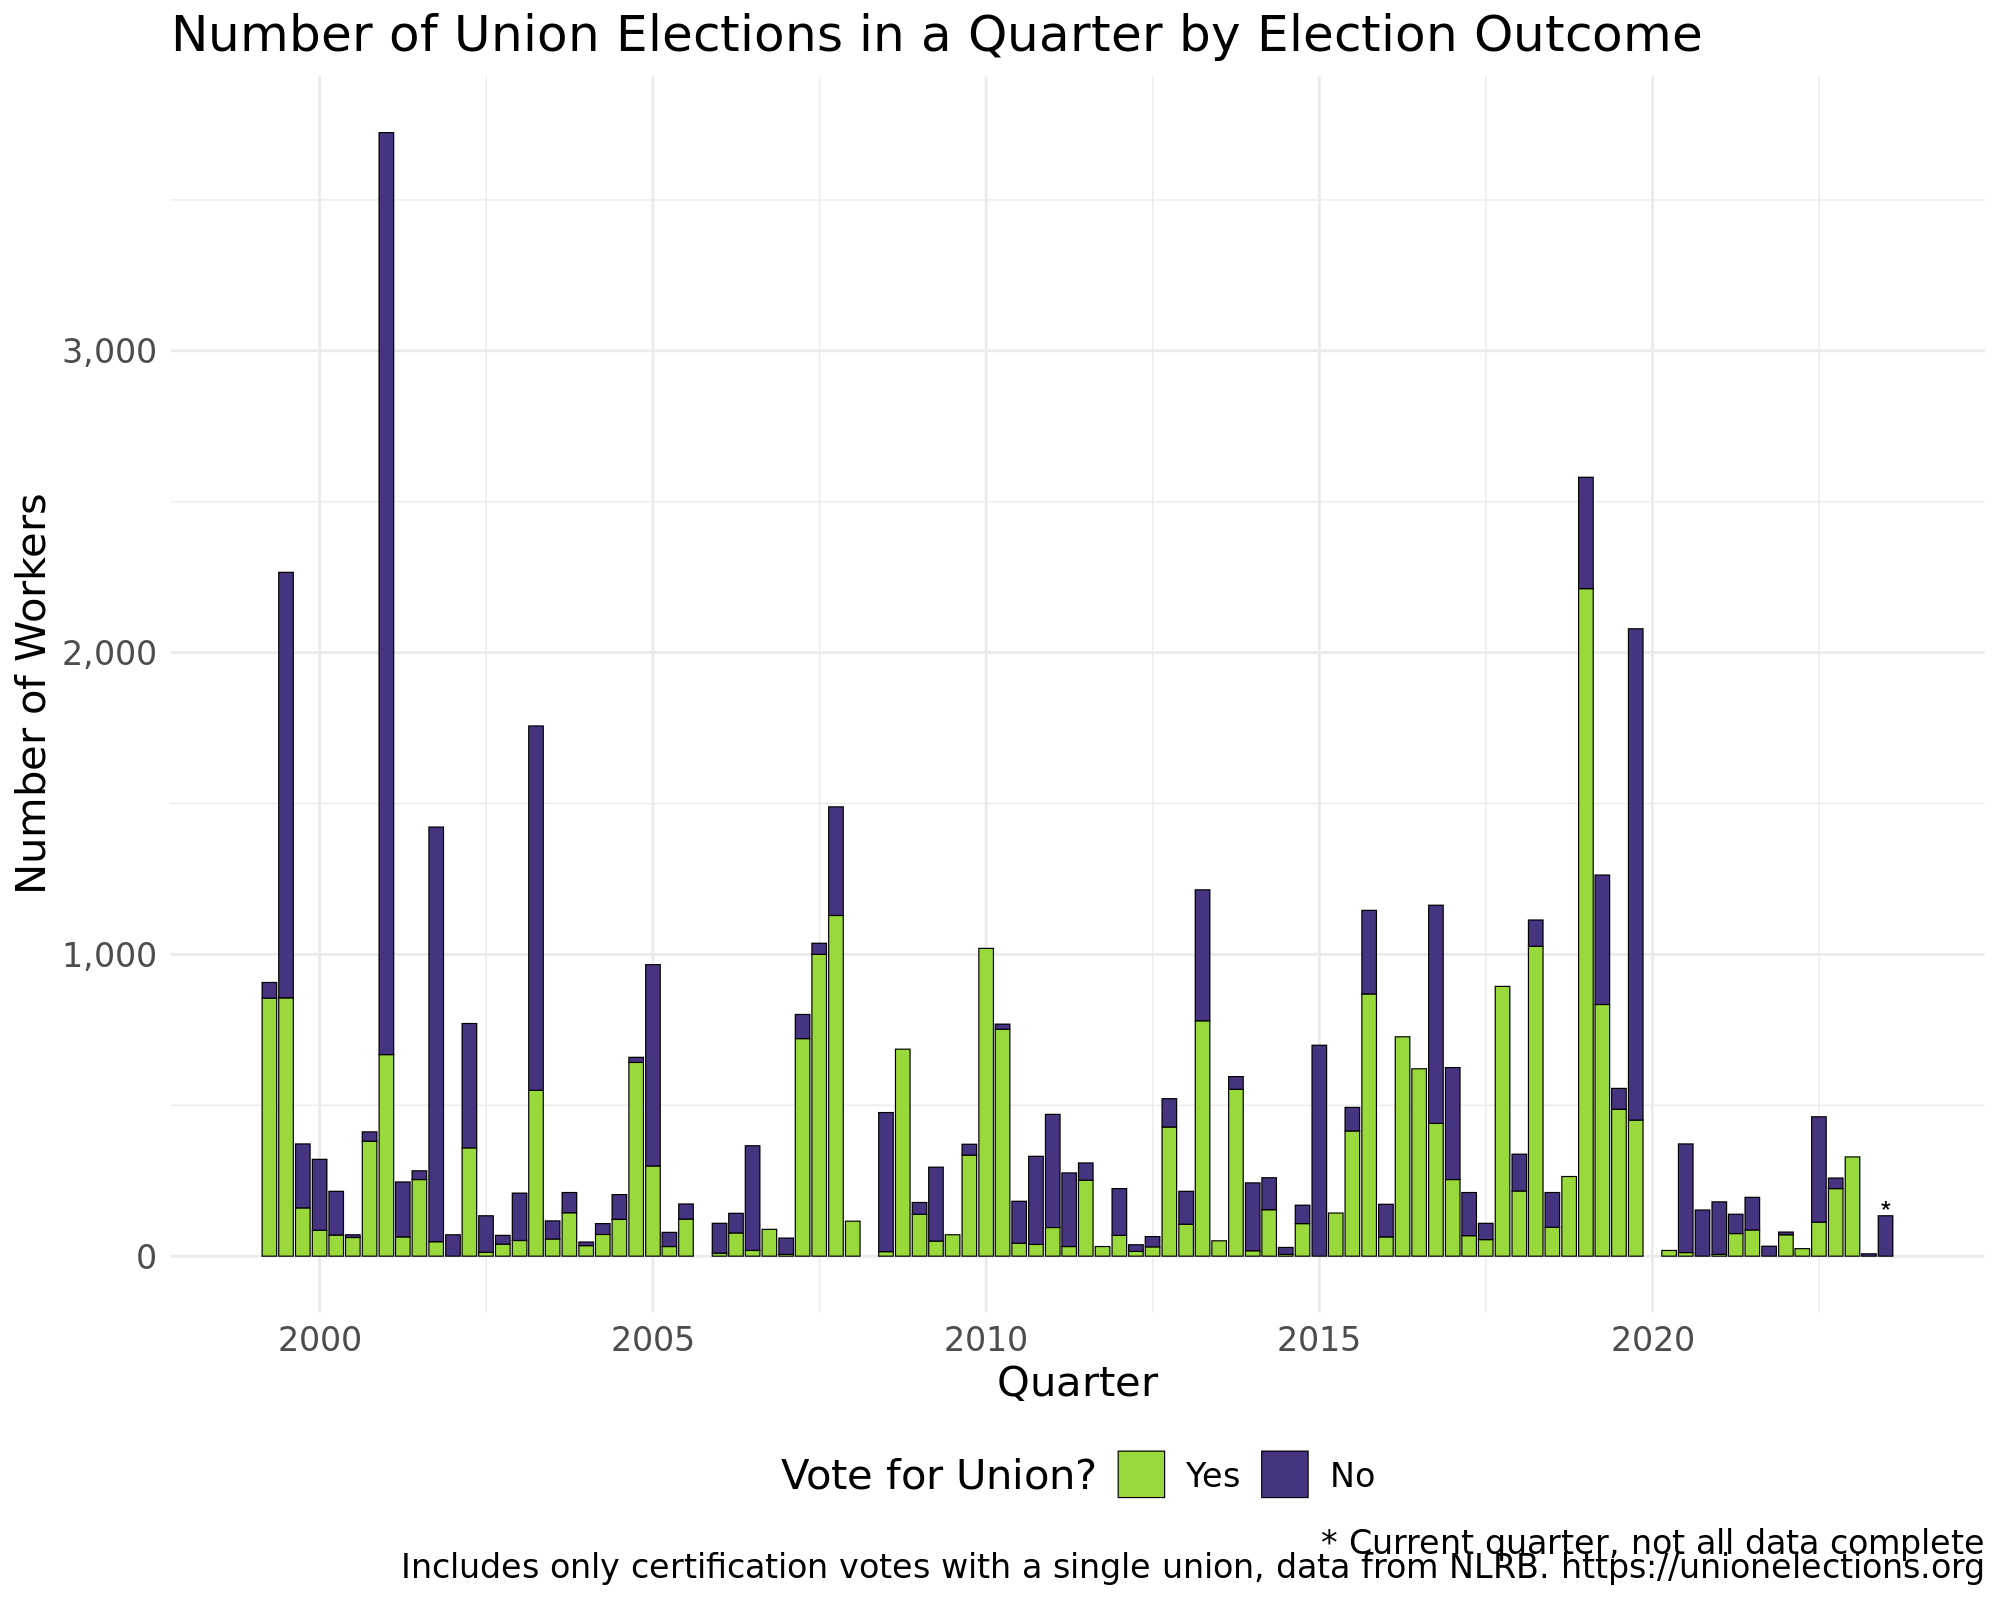 Number of Union Elections in a Quarter by Election Outcome
Number of Workers
3,000
2,000
1,000
0
*
2000 2005 2010 2015 2020
Quarter
Vote for Union? Yes No
* Current quarter, not all data complete
Includes only certification votes with a single union, data from NLRB. https://unionelections.org